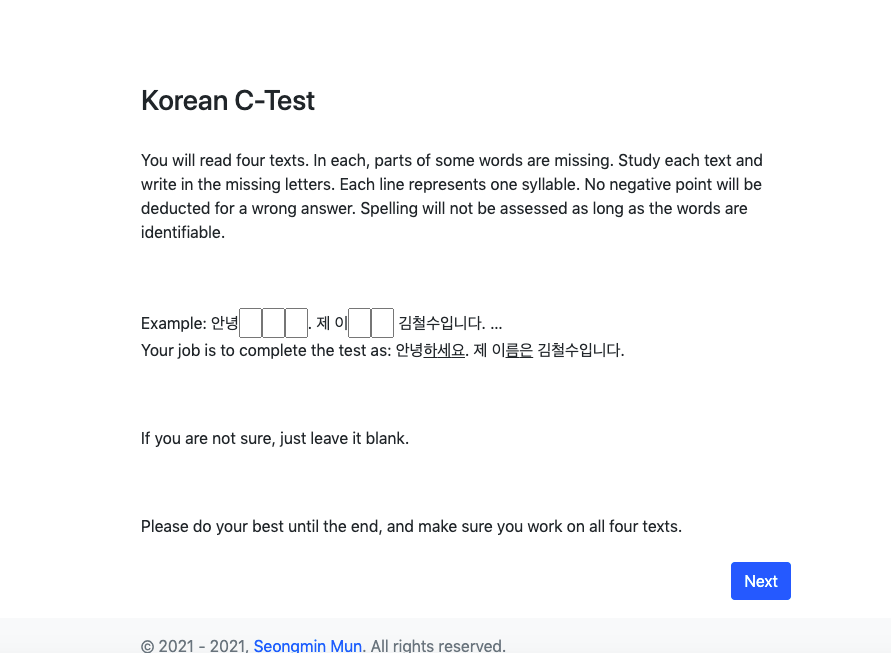 Korean C-Test
You will read four texts. In each, parts of some words are missing. Study each text and
write in the missing letters. Each line represents one syllable. No negative point will be
deducted for a wrong answer. Spelling will not be assessed as long as the words are
identifiable.
Example: 안녕. 제 이 김철수입니다. ...
Your job is to complete the test as: 안녕하세요. 제 이름은 김철수입니다.
If you are not sure, just leave it blank.
Please do your best until the end, and make sure you work on all four texts.
Next
© 2021 - 2021, Seongmin Mun. All rights reserved.